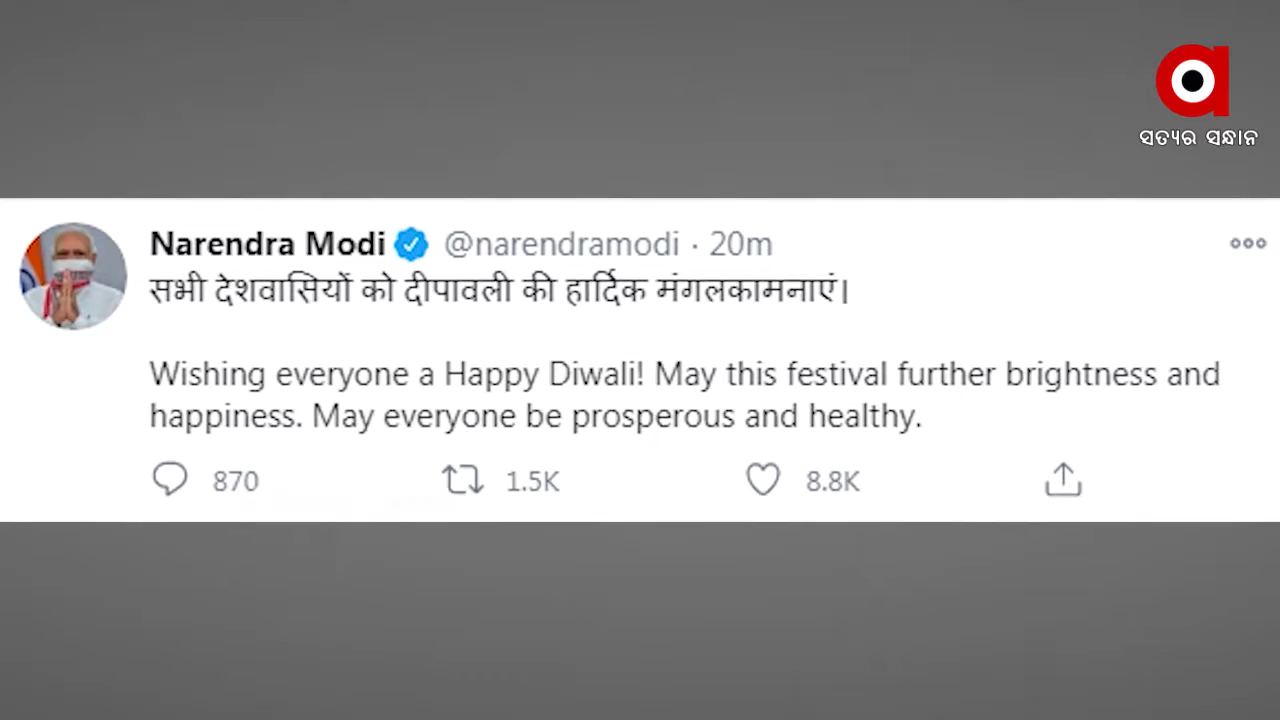 ସତ୍ୟର ସନ୍ଧାନ
Narendra Modi @narendramodi · 20m
सभी देशवासियों को दीपावली की हार्दिक मंगलकामनाएं।
Wishing everyone a Happy Diwali! May this festival further brightness and
happiness. May everyone be prosperous and healthy.
870 1.5K 8.8K